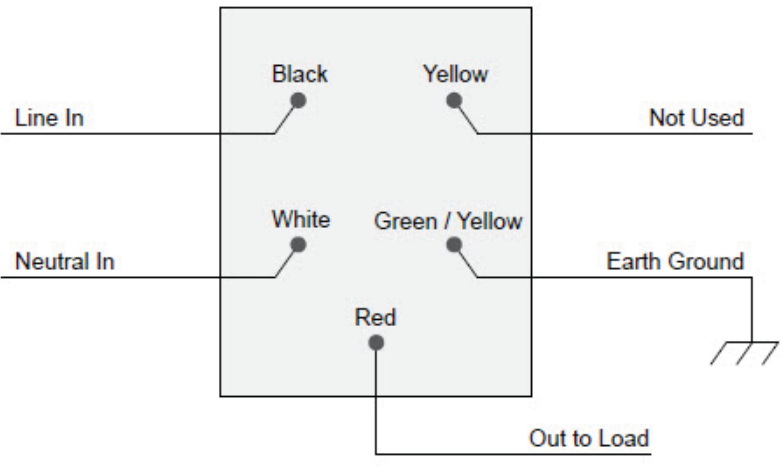 Black
Yellow
Line In
Not Used
White
Green / Yellow
Neutral In
Earth Ground
Red
Out to Load